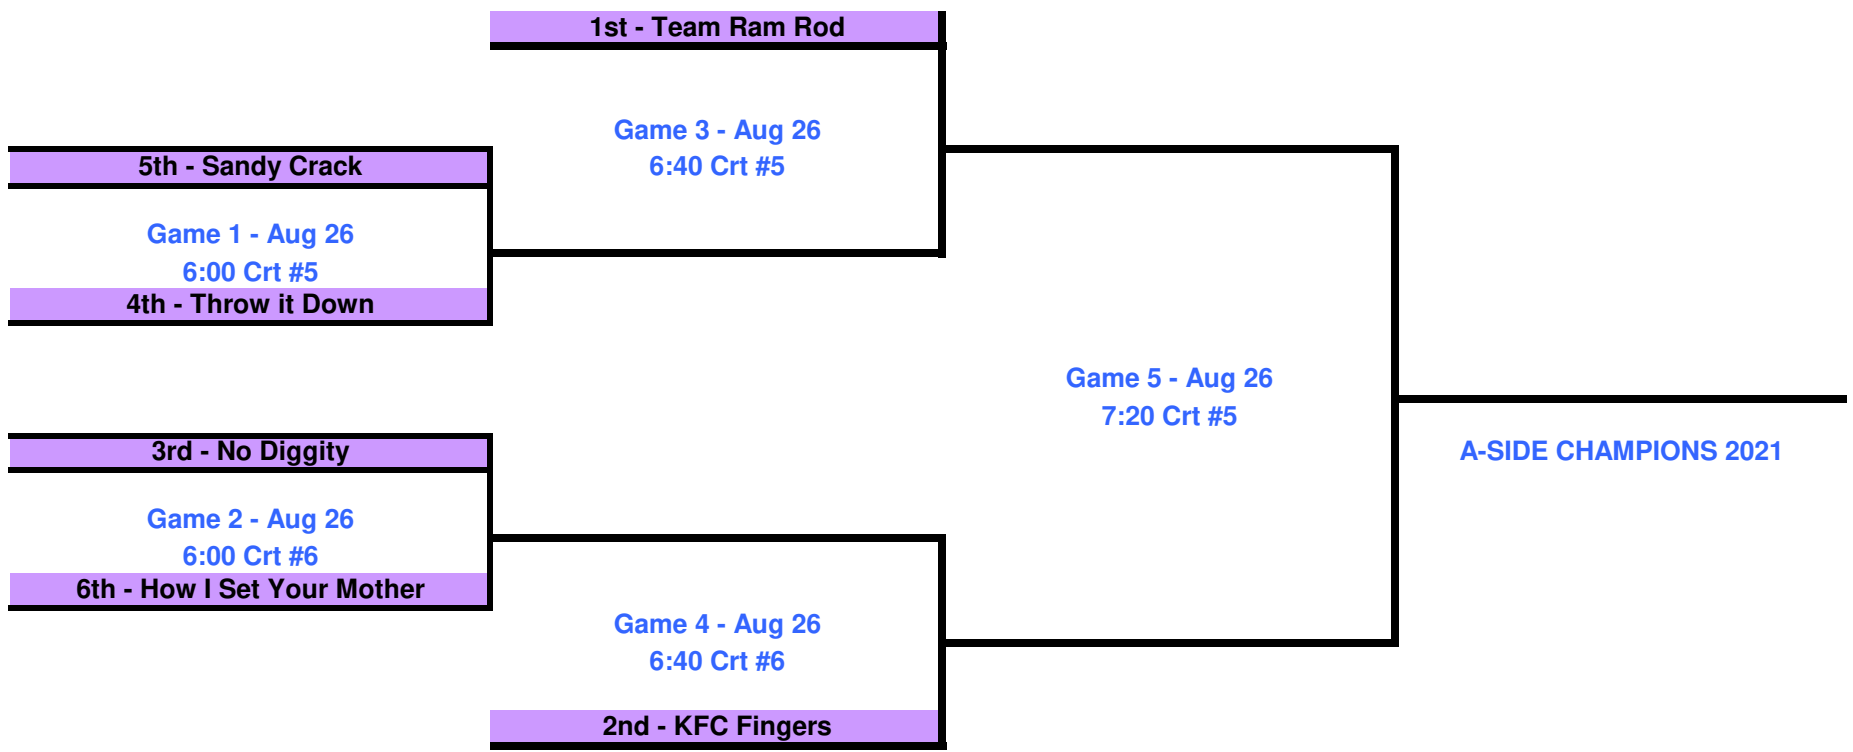 1st - Team Ram Rod
Game 3 - Aug 26
6:40 Crt #5
5th - Sandy Crack
Game 1 - Aug 26
6:00 Crt #5
4th - Throw it Down
Game 5 - Aug 26
7:20 Crt #5
A-SIDE CHAMPIONS 2021
3rd - No Diggity
Game 2 - Aug 26
6:00 Crt #6
6th - How I Set Your Mother
Game 4 - Aug 26
6:40 Crt #6
2nd - KFC Fingers